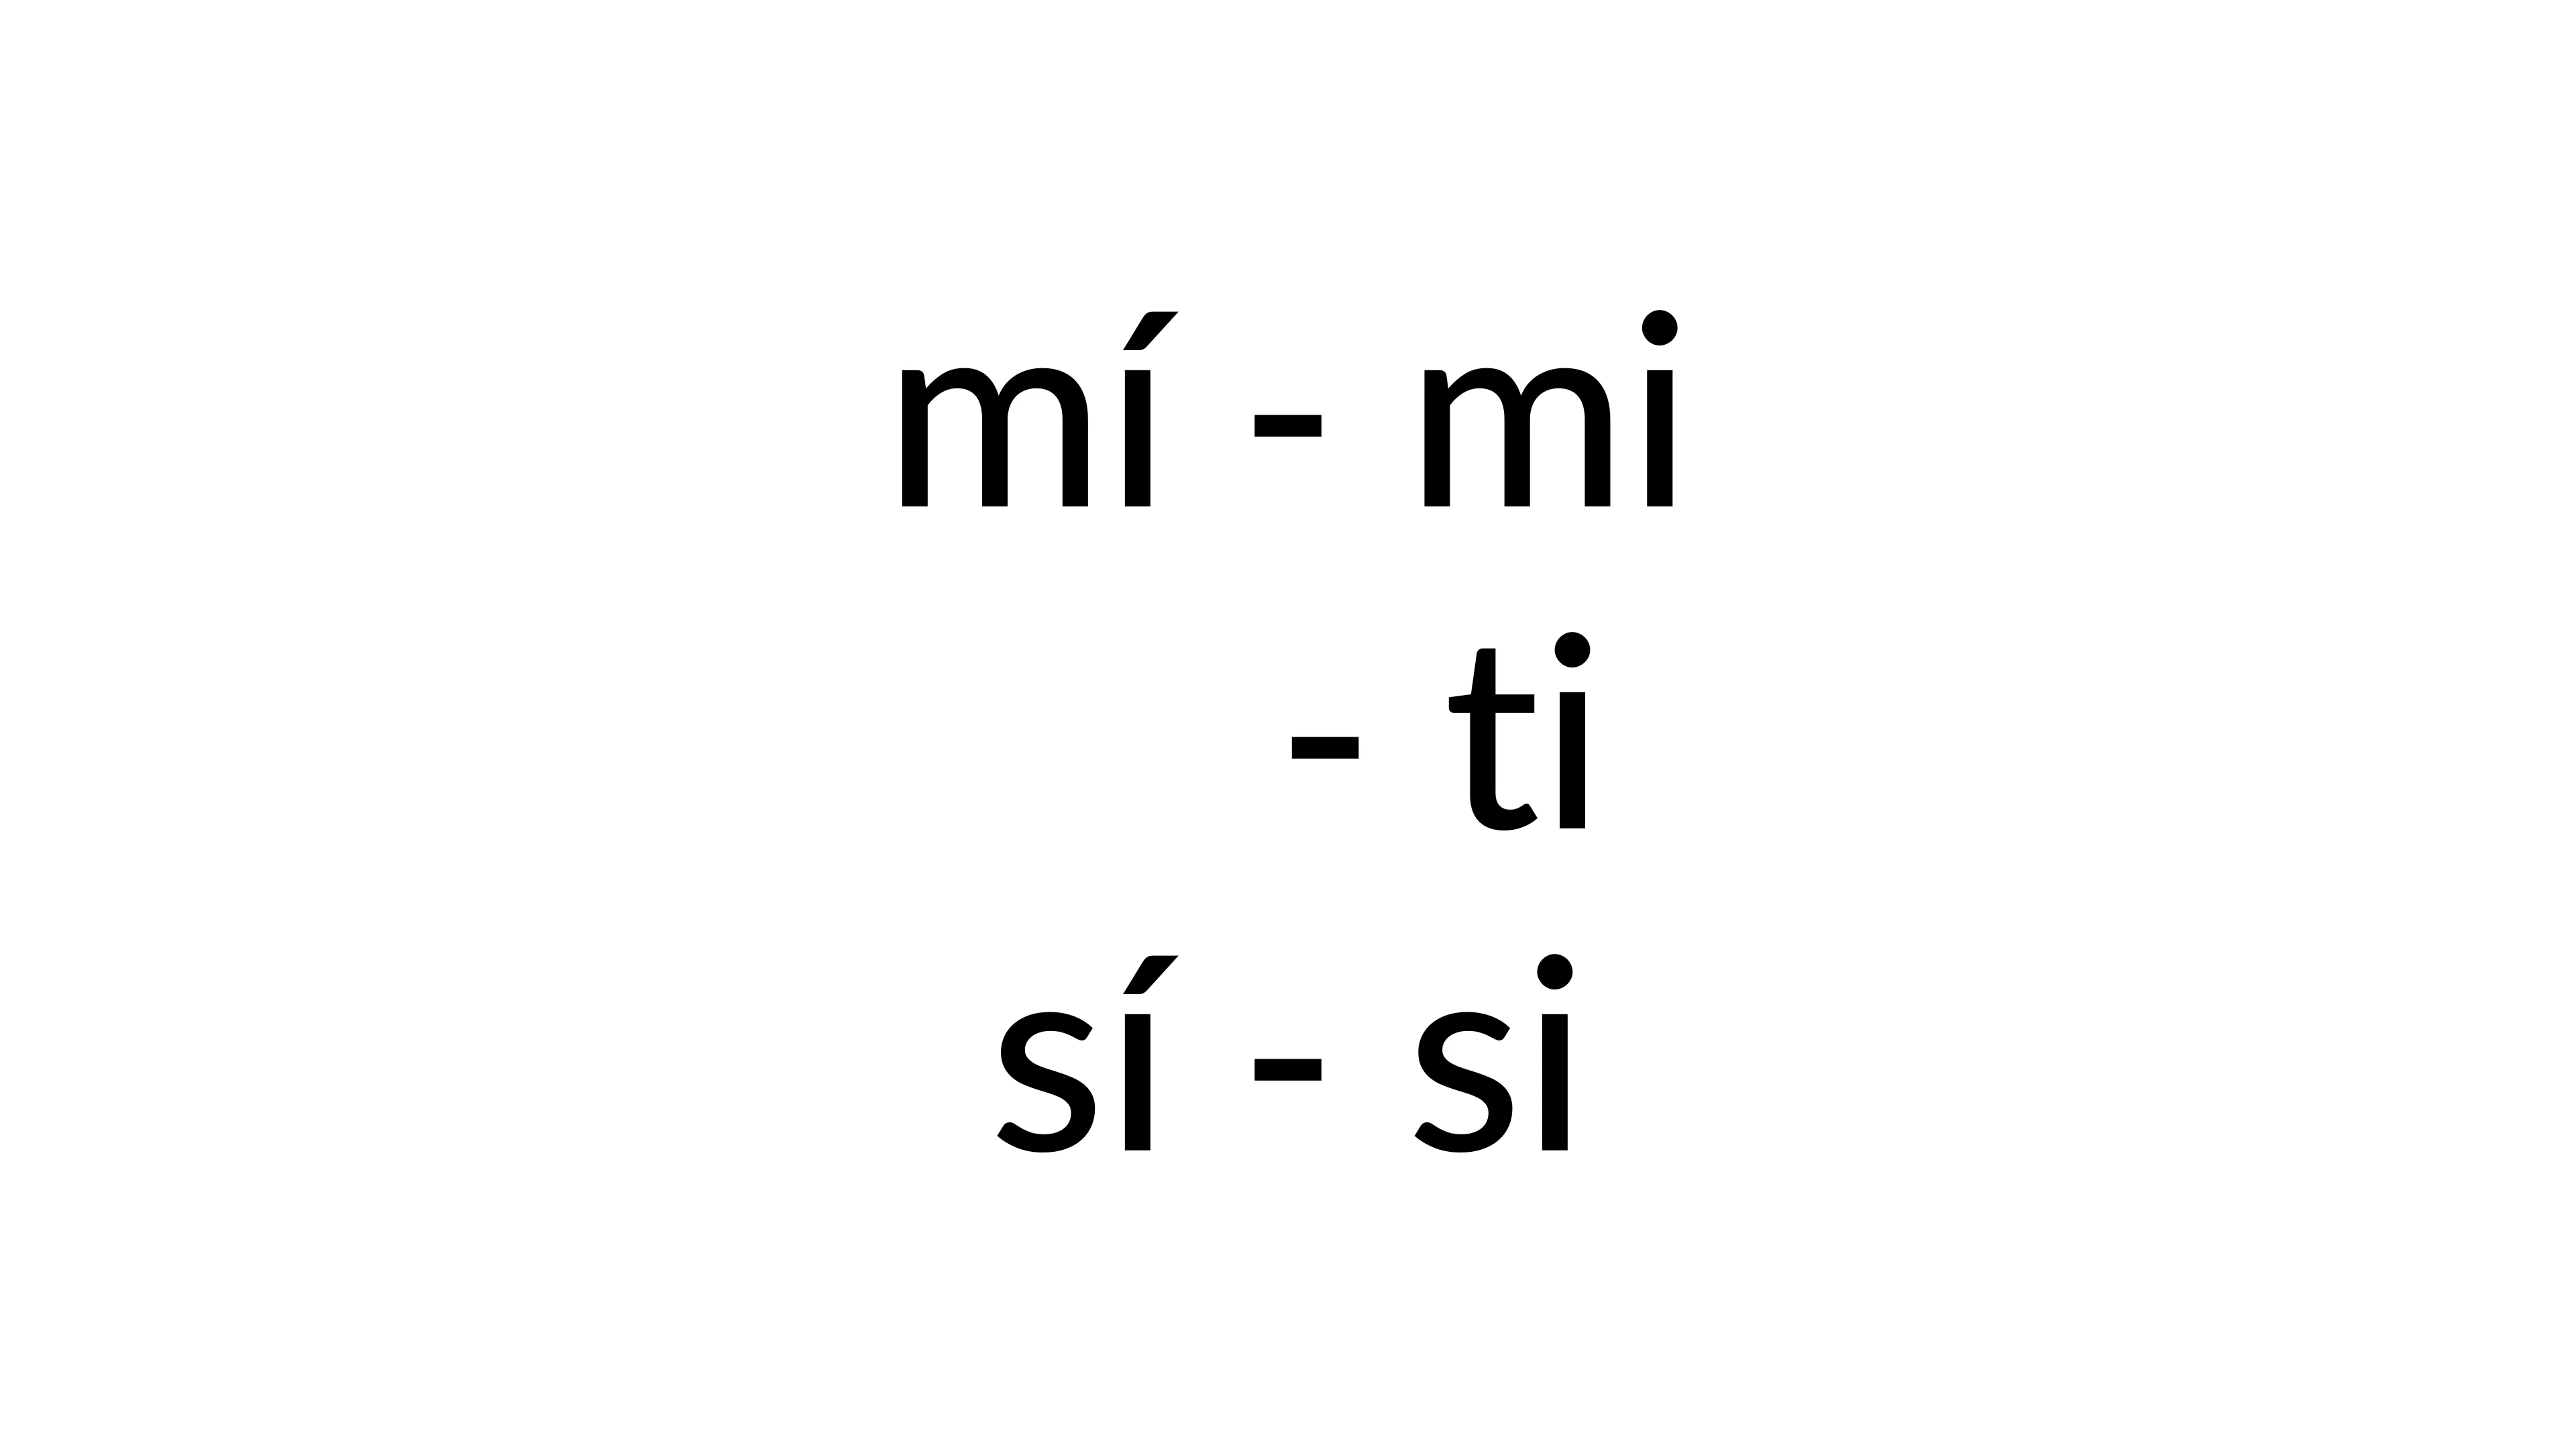 mí - mi
- ti
sí - si